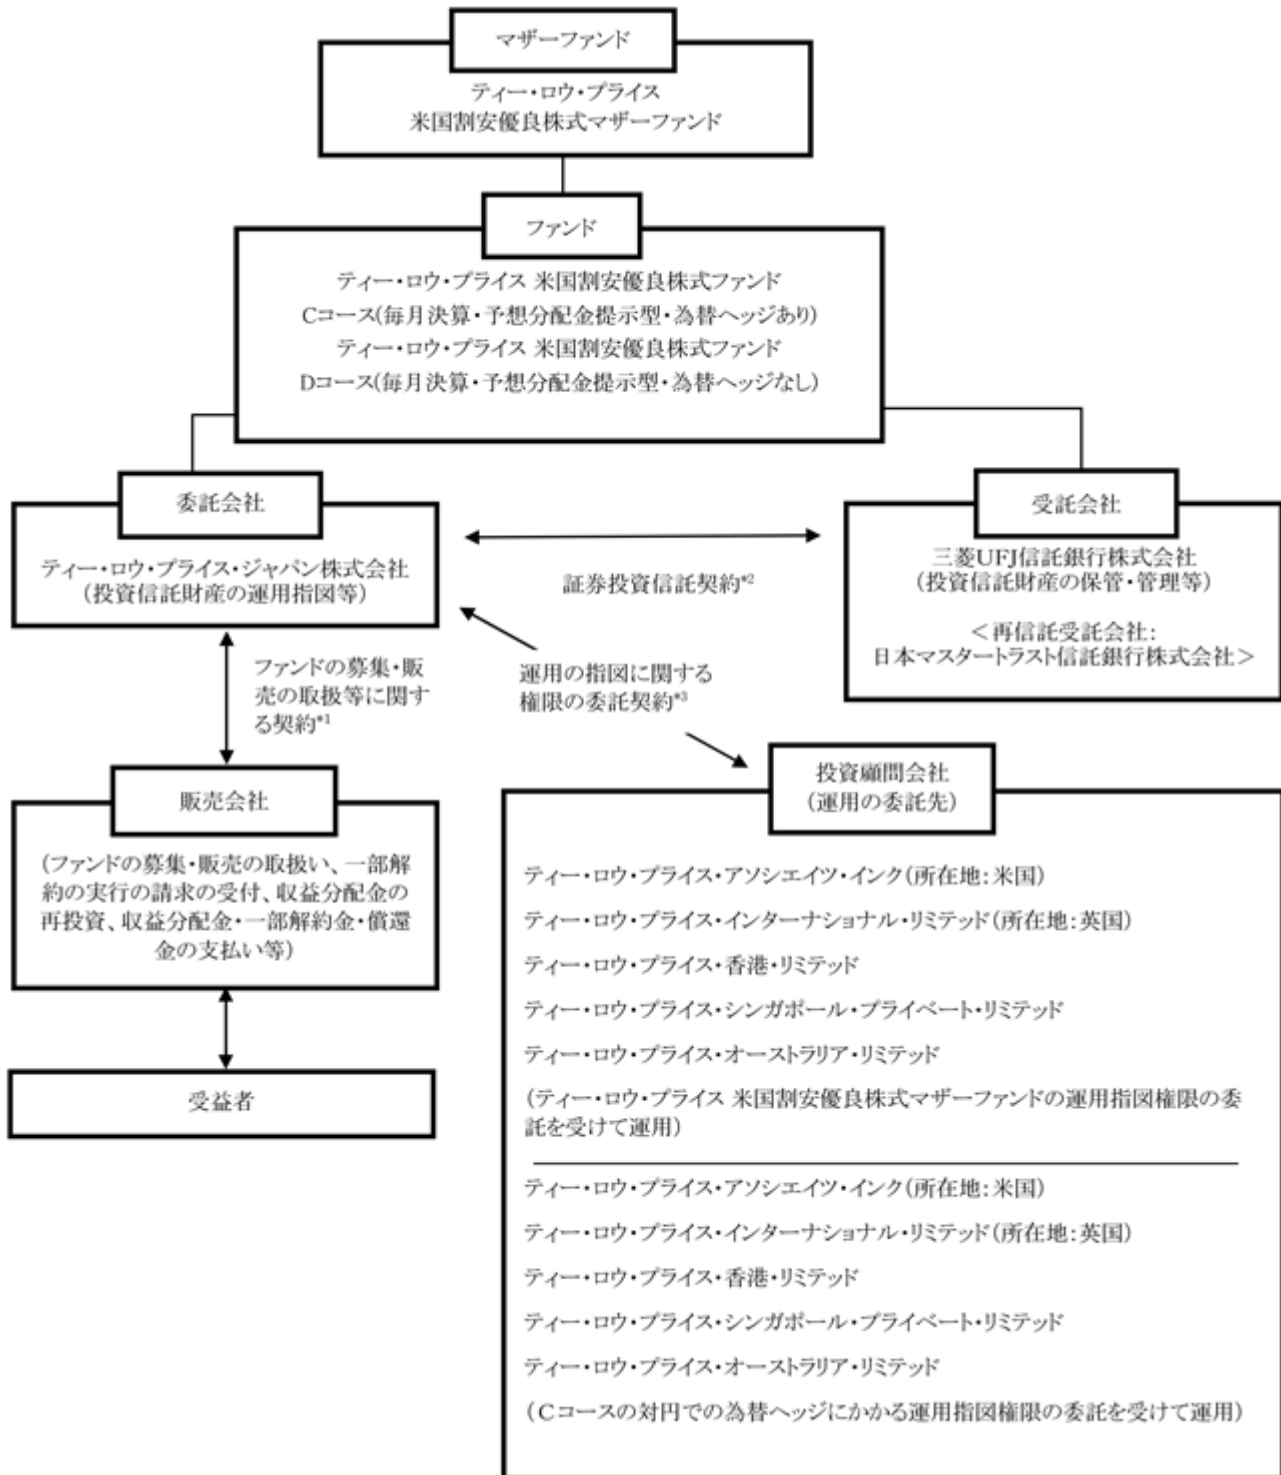 マザーファンド
ティー・ロウ・プライス
米国割安優良株式マザーファンド
ファンド
ティー・ロウ・プライス 米国割安優良株式ファンド
Cコース(毎月決算・予想分配金提示型・為替ヘッジあり)
ティー・ロウ・プライス 米国割安優良株式ファンド
Dコース(毎月決算・予想分配金提示型・為替ヘッジなし)
委託会社
ティー・ロウ・プライス・ジャパン株式会社
(投資信託財産の運用指図等)
証券投資信託契約*2
受託会社
三菱UFJ信託銀行株式会社
(投資信託財産の保管・管理等)
＜再信託受託会社:
日本マスタートラスト信託銀行株式会社＞
ファンドの募集・販
売の取扱等に関す
る契約*1
運用の指図に関する
権限の委託契約*3
販売会社
(ファンドの募集・販売の取扱い、一部解
約の実行の請求の受付、収益分配金の
再投資、収益分配金・一部解約金・償還
金の支払い等)
受益者
投資顧問会社
(運用の委託先)
ティー・ロウ・プライス・アソシエイツ・インク(所在地:米国)
ティー・ロウ・プライス・インターナショナル・リミテッド(所在地:英国)
ティー・ロウ・プライス・香港・リミテッド
ティー・ロウ・プライス・シンガポール・プライベート・リミテッド
ティー・ロウ・プライス・オーストラリア・リミテッド
(ティー・ロウ・プライス 米国割安優良株式マザーファンドの運用指図権限の委
託を受けて運用)
ティー・ロウ・プライス・アソシエイツ・インク(所在地:米国)
ティー・ロウ・プライス・インターナショナル・リミテッド(所在地:英国)
ティー・ロウ・プライス・香港・リミテッド
ティー・ロウ・プライス・シンガポール・プライベート・リミテッド
ティー・ロウ・プライス・オーストラリア・リミテッド
(Cコースの対円での為替ヘッジにかかる運用指図権限の委託を受けて運用)